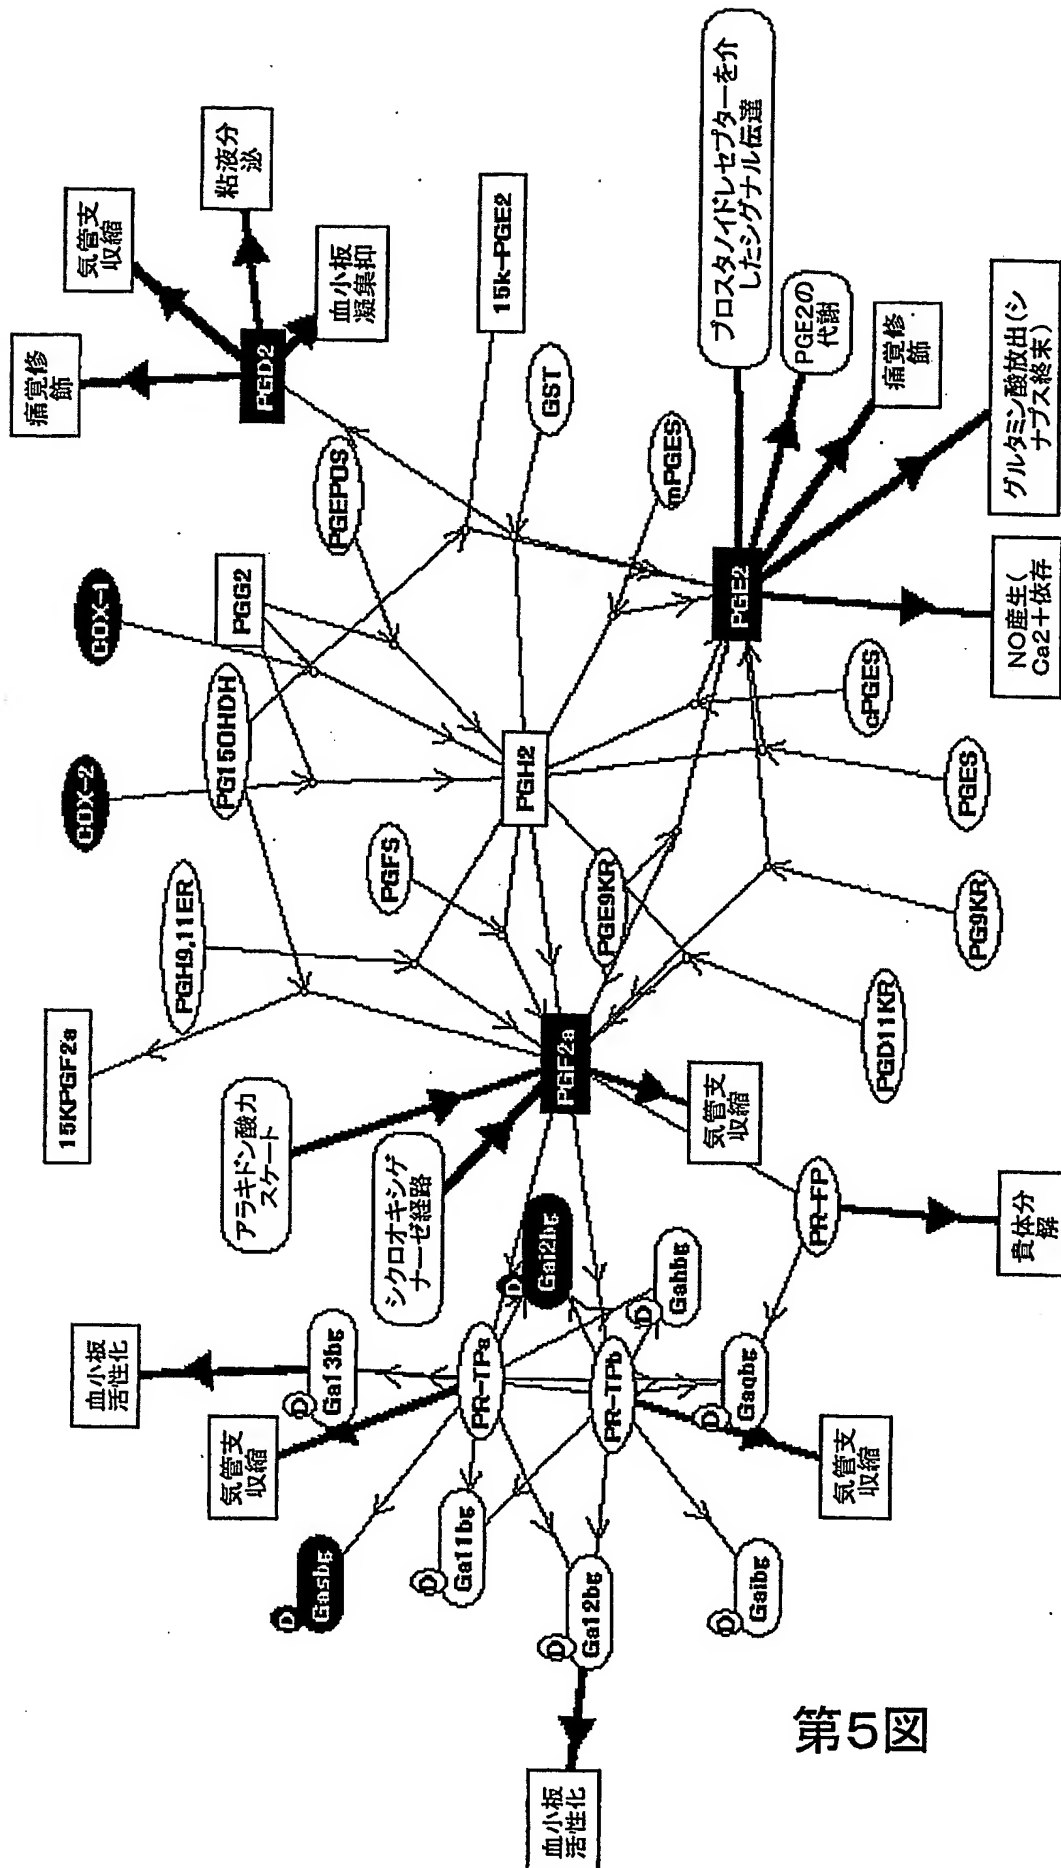 痛覚修
飾
気管支
収縮
粘液分
泌
血小板
凝集抑
PGD2
15k-PGE2
GST
mPGES
PGEPOS
COX-1
PGG2
COX-2
PG15OHDH
PGH9,11ER
15KPGF2a
PGFS
PGH2
PGE2
プロスタノイドレセプターを介
したシグナル伝達
PGE2の
代謝
痛覚修
飾
グルタミン酸放出(シ
ナプス終末)
NO産生(
Ca2+依存
cPGES
PGES
PG9KR
PGE9KR
PGD11KR
PGF2a
アラキドン酸カ
スケート
シクロオキシゲ
ナーゼ経路
気管支
収縮
PR-FP
貴体分
解
D
Gai2bg
D
Gahbg
PR-TPa
PR-TPb
D
Gaqbg
D
Ga13bg
血小板
活性化
気管支
収縮
気管支
収縮
D
Gasbg
D
Ga11bg
D
Ga12bg
D
Gaibg
血小板
活性化
第5図